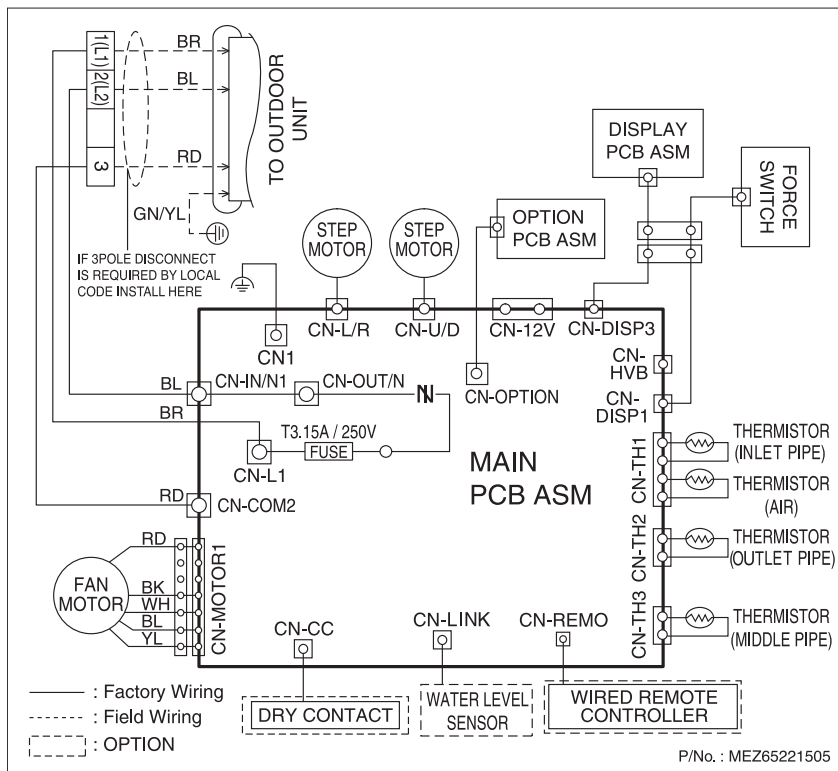 1(L1)
2(L2)
3
BR
BL
RD
GN/YL
TO OUTDOOR
UNIT
IF 3POLE DISCONNECT
IS REQUIRED BY LOCAL
CODE INSTALL HERE
STEP
MOTOR
STEP
MOTOR
OPTION
PCB ASM
DISPLAY
PCB ASM
FORCE
SWITCH
CN1
CN-L/R
CN-U/D
CN-12V
CN-DISP3
CN-
HVB
CN-OPTION
CN-
DISP1
BL
CN-IN/N1
CN-OUT/N
BR
T3.15A / 250V
FUSE
CN-L1
MAIN
PCB ASM
RD
CN-COM2
CN-TH1
THERMISTOR
(INLET PIPE)
THERMISTOR
(AIR)
CN-TH2
THERMISTOR
(OUTLET PIPE)
CN-TH3
THERMISTOR
(MIDDLE PIPE)
FAN
MOTOR
RD
BK
WH
BL
YL
CN-MOTOR1
CN-CC
CN-LINK
CN-REMO
DRY CONTACT
WATER LEVEL
SENSOR
WIRED REMOTE
CONTROLLER
: Factory Wiring
: Field Wiring
: OPTION
P/No. : MEZ65221505